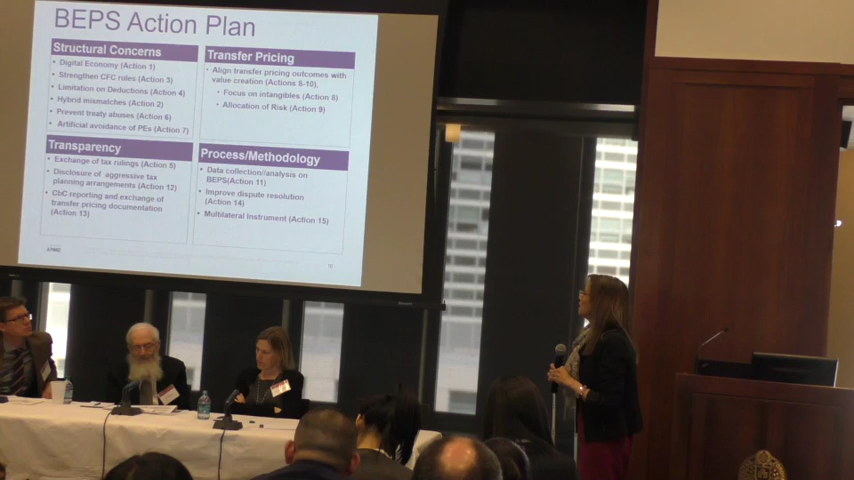 BEPS Action Plan
Structural Concerns
• Digital Economy (Action 1)
• Strengthen CFC rules (Action 3)
• Limitation on Deductions (Action 4)
• Hybrid mismatches (Action 2)
• Prevent treaty abuses (Action 6)
• Artificial avoidance of PEs (Action 7)
Transfer Pricing
• Align transfer pricing outcomes with
value creation (Actions 8-10),
• Focus on intangibles (Action 8)
• Allocation of Risk (Action 9)
Transparency
• Exchange of tax rulings (Action 5)
• Disclosure of aggressive tax
planning arrangements (Action 12)
• CbC reporting and exchange of
transfer pricing documentation
(Action 13)
Process/Methodology
• Data collection/analysis on
BEPS(Action 11)
• Improve dispute resolution
(Action 14)
• Multilateral Instrument (Action 15)
KPMG